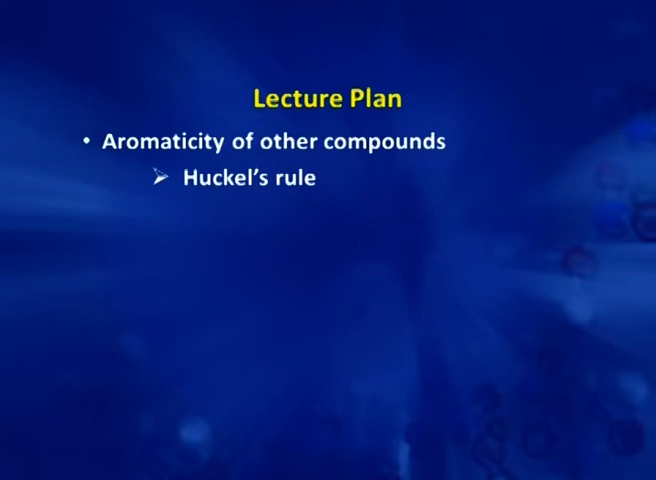 Lecture Plan
• Aromaticity of other compounds
➢ Huckel’s rule